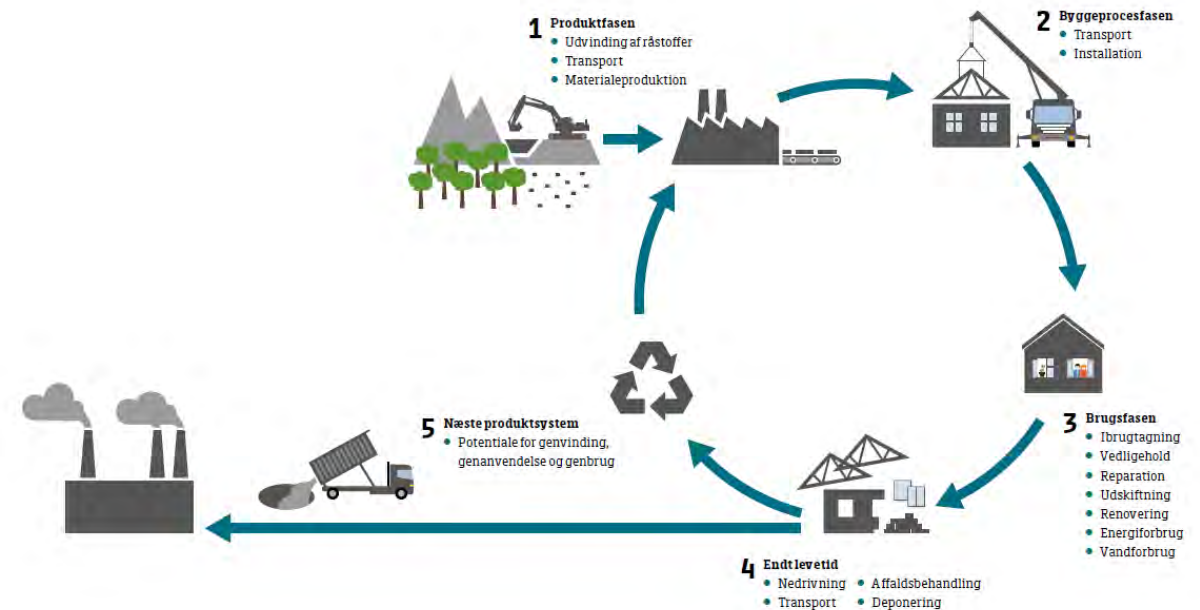 1 Produktfasen
• Udvinding af råstoffer
• Transport
• Materialeproduktion
2 Byggeprocesfasen
• Transport
• Installation
3 Brugsfasen
• Ibrugtagning
• Vedligehold
• Reparation
• Udskiftning
• Renovering
• Energiforbrug
• Vandforbrug
4 Endt levetid
• Nedrivning • Affaldsbehandling
• Transport • Deponering
5 Næste produktsystem
• Potentiale for genvinding,
genanvendelse og genbrug